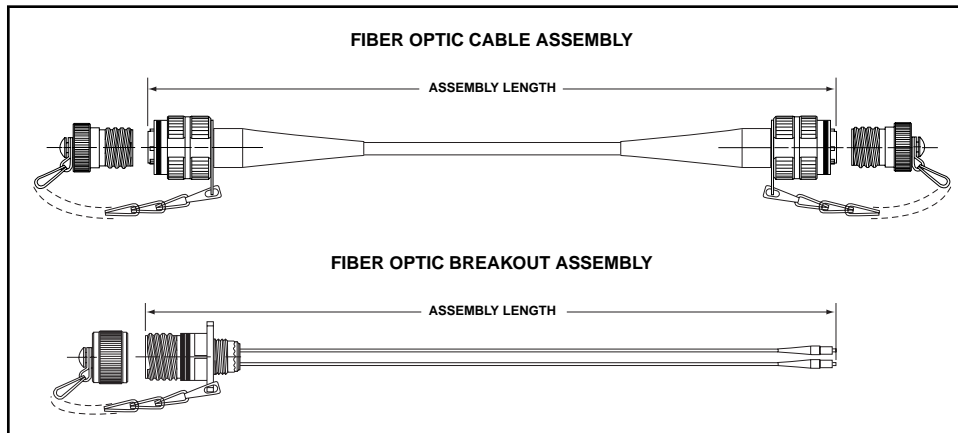 FIBER OPTIC CABLE ASSEMBLY
ASSEMBLY LENGTH
FIBER OPTIC BREAKOUT ASSEMBLY
ASSEMBLY LENGTH